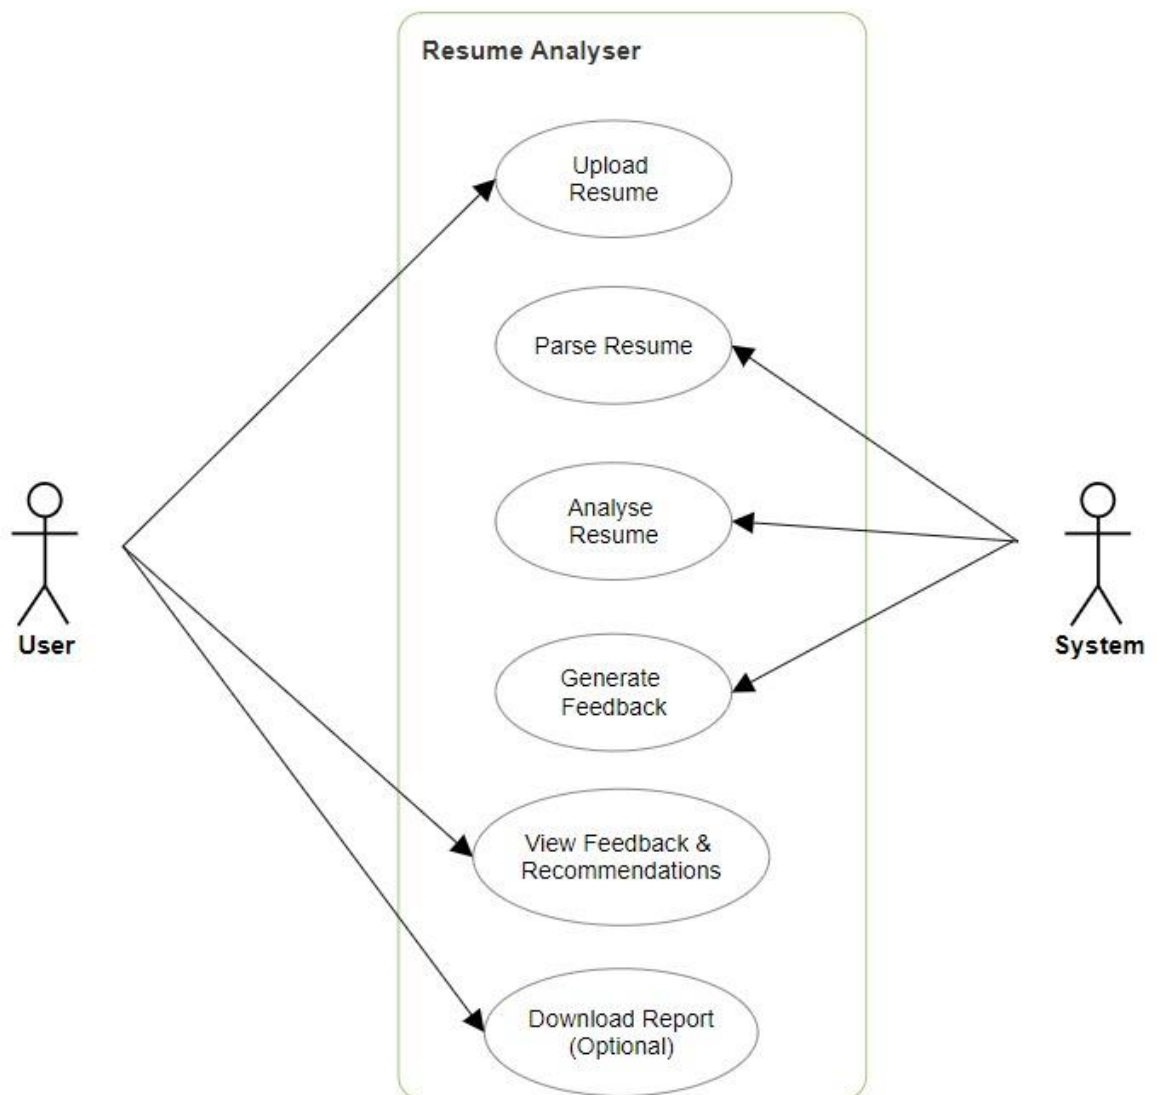 Resume Analyser
Upload
Resume
Parse Resume
Analyse
Resume
User
System
Generate
Feedback
View Feedback &
Recommendations
Download Report
(Optional)